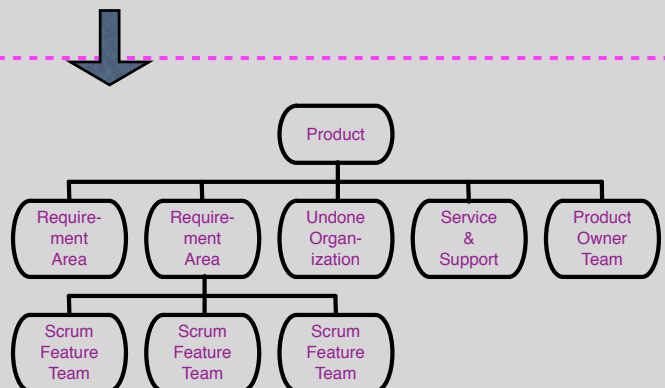 Product
Require-
ment
Area
Require-
ment
Area
Undone
Organ-
ization
Service
&
Support
Product
Owner
Team
Scrum
Feature
Team
Scrum
Feature
Team
Scrum
Feature
Team